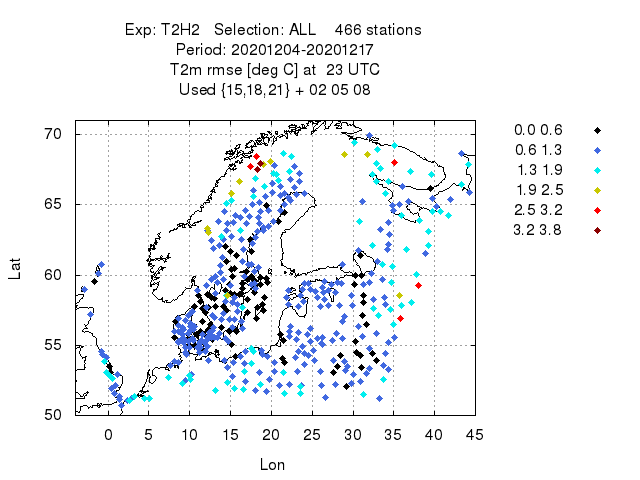 Exp: T2H2   Selection: ALL    466 stations
Period: 20201204-20201217
T2m rmse [deg C] at  23 UTC
Used {15,18,21} + 02 05 08
70
65
60
55
50
Lat
0 5 10 15 20 25 30 35 40 45
Lon
0.0 0.6
0.6 1.3
1.3 1.9
1.9 2.5
2.5 3.2
3.2 3.8